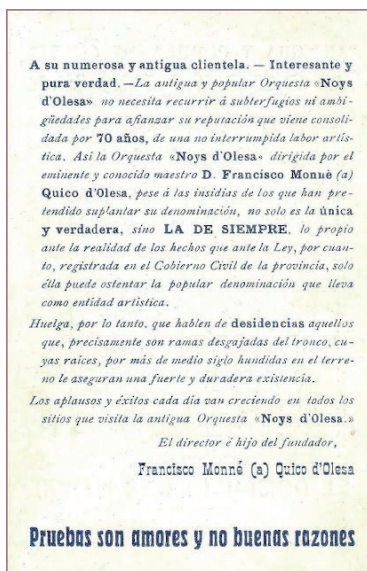 A su numerosa y antigua clientela. — Interesante y
pura verdad. —La antigua y popular Orquesta «Noys
d'Olesa» no necesita recurrir á subterfugios ni ambi-
güedades para afianzar su reputación que viene consoli-
dada por 70 años, de una no interrumpida labor artís-
tica. Asi la Orquesta «Noys d'Olesa» dirigida por el
eminente y conocido maestro D. Francisco Monné (a)
Quico d'Olesa, pese á las insidias de los que han pre-
tendido suplantar su denominación, no solo es la única
y verdadera, sino LA DE SIEMPRE, lo propio
ante la realidad de los hechos que ante la Ley, por cuan-
to, registrada en el Cobierno Civil de la provincia, solo
élla puede ostentar la popular denominación que lleva
como entidad artistica.
Huelga, por lo tanto. que hablen de desidencias aquellos
que, precisamente son ramas desgajadas del tronco, cu-
yas raices, por más de medio siglo hundidas en el terre-
no le aseguran una fuerte y duradera existencia.
Los aplausos y éxitos cada día van creciendo en todos los
sitios que visita la antigua Orquesta «Noys d'Olesa.»
El director é hijo del fundador,
Francisco Monné (a) Quico d'Olesa
Pruebas son amores y no buenas razones